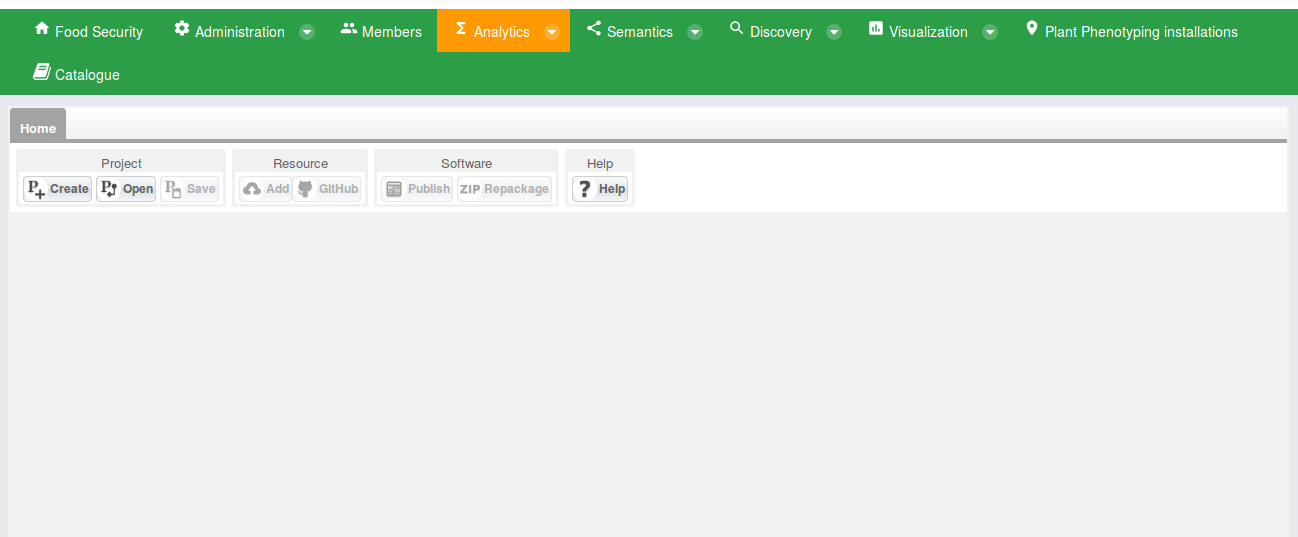 Food Security Administration Members Analytics Semantics Discovery Visualization Plant Phenotyping installations
Catalogue
Home
Project Resource Software Help
Create Open Save Add GitHub Publish ZIP Repackage Help